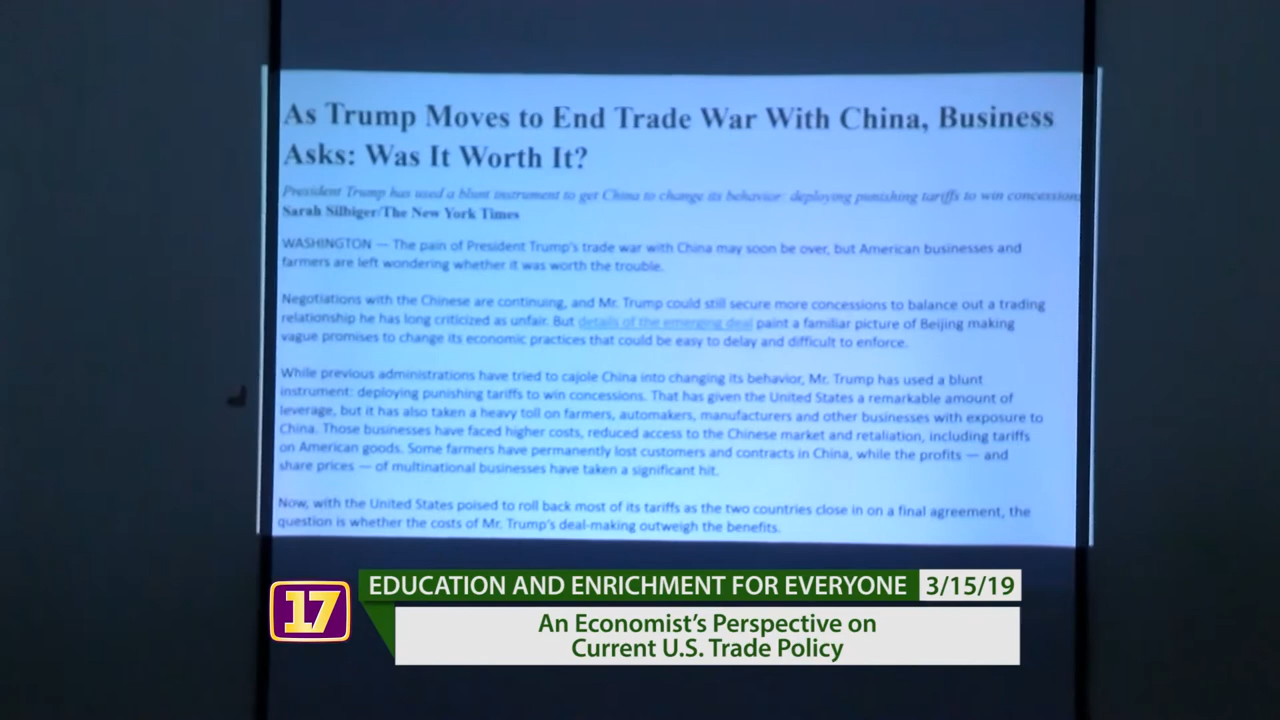 As Trump Moves to End Trade War With China, Business
Asks: Was It Worth It?
President Trump has used a blunt instrument to get China to change its behavior: deploying punishing tariffs to win concession
Sarah Silbiger/The New York Times
WASHINGTON — The pain of President Trump's trade war with China may soon be over, but American businesses and
farmers are left wondering whether it was worth the trouble.
Negotiations with the Chinese are continuing, and Mr. Trump could still secure more concessions to balance out a trading
relationship he has long criticized as unfair. But details of the emerging deal paint a familiar picture of Beijing making
vague promises to change its economic practices that could be easy to delay and difficult to enforce.
While previous administrations have tried to cajole China into changing its behavior, Mr. Trump has used a blunt
instrument: deploying punishing tariffs to win concessions. That has given the United States a remarkable amount of
leverage, but it has also taken a heavy toll on farmers, automakers, manufacturers and other businesses with exposure to
China. Those businesses have faced higher costs, reduced access to the Chinese market and retaliation, including tariffs
on American goods. Some farmers have permanently lost customers and contracts in China, while the profits — and
share prices — of multinational businesses have taken a significant hit.
Now, with the United States poised to roll back most of its tariffs as the two countries close in on a final agreement, the
question is whether the costs of Mr. Trump's deal-making outweigh the benefits.
17
EDUCATION AND ENRICHMENT FOR EVERYONE 3/15/19
An Economist's Perspective on
Current U.S. Trade Policy